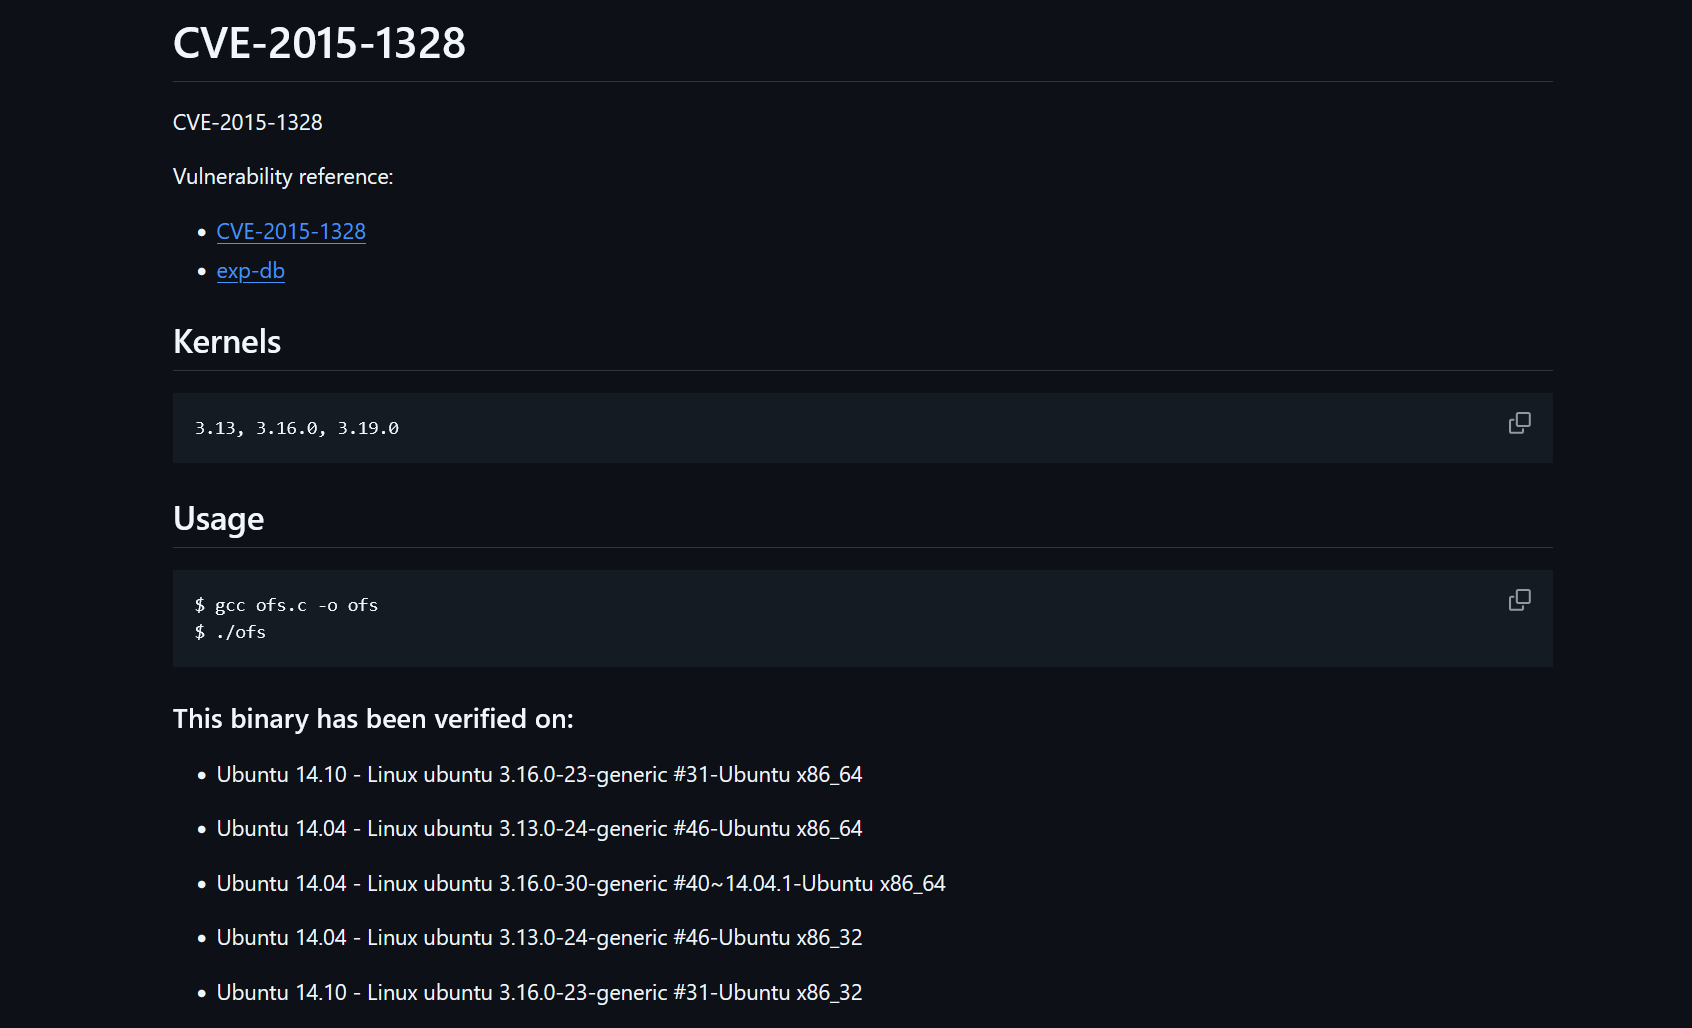 CVE-2015-1328
CVE-2015-1328
Vulnerability reference:
CVE-2015-1328
exp-db
Kernels
3.13, 3.16.0, 3.19.0
Usage
$ gcc ofs.c -o ofs
$ ./ofs
This binary has been verified on:
Ubuntu 14.10 - Linux ubuntu 3.16.0-23-generic #31-Ubuntu x86_64
Ubuntu 14.04 - Linux ubuntu 3.13.0-24-generic #46-Ubuntu x86_64
Ubuntu 14.04 - Linux ubuntu 3.16.0-30-generic #40~14.04.1-Ubuntu x86_64
Ubuntu 14.04 - Linux ubuntu 3.13.0-24-generic #46-Ubuntu x86_32
Ubuntu 14.10 - Linux ubuntu 3.16.0-23-generic #31-Ubuntu x86_32